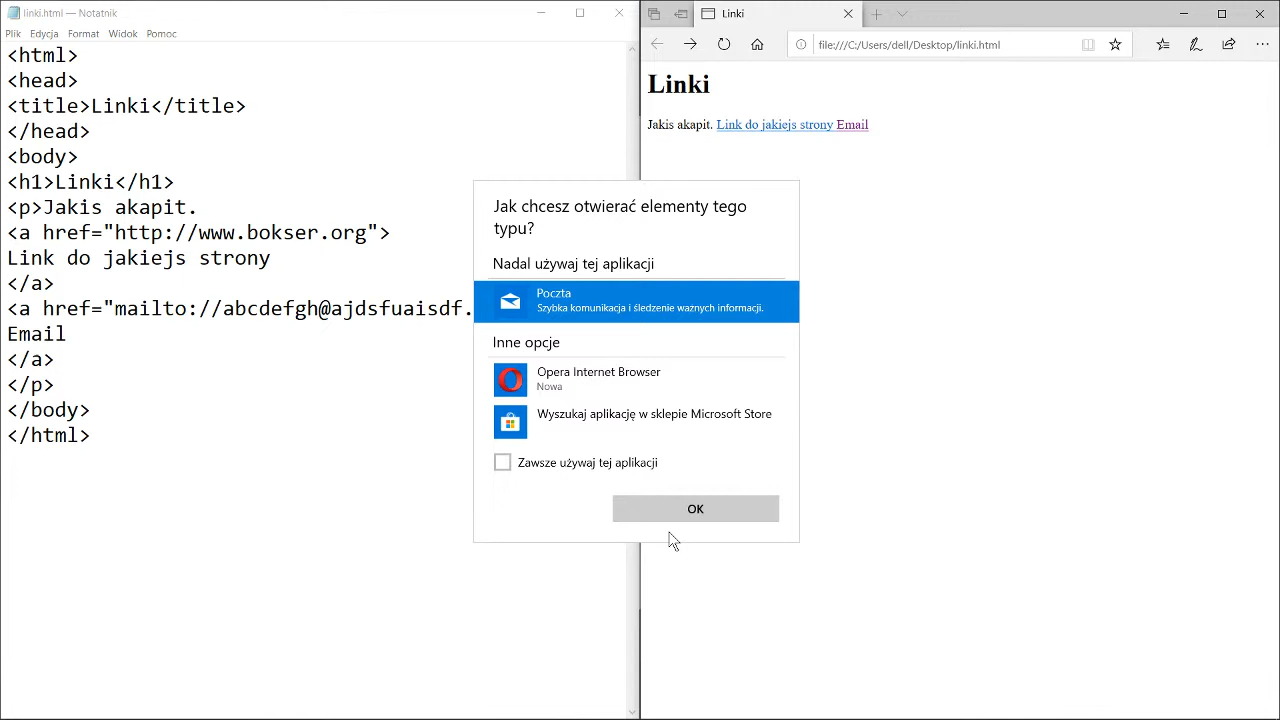 linki.html — Notatnik
Plik Edycja Format Widok Pomoc
<html>
<head>
<title>Linki</title>
</head>
<body>
<h1>Linki</h1>
<p>Jakis akapit.
<a href="http://www.bokser.org">
Link do jakiejs strony
</a>
<a href="mailto://abcdefgh@ajdsfuaisdf.
Email
</a>
</p>
</body>
</html>
Linki
file:///C:/Users/dell/Desktop/linki.html
Linki
Jakis akapit. Link do jakiejs strony Email
Jak chcesz otwierać elementy tego
typu?
Nadal używaj tej aplikacji
Poczta
Szybka komunikacja i śledzenie ważnych informacji.
Inne opcje
Opera Internet Browser
Nowa
Wyszukaj aplikację w sklepie Microsoft Store
Zawsze używaj tej aplikacji
OK